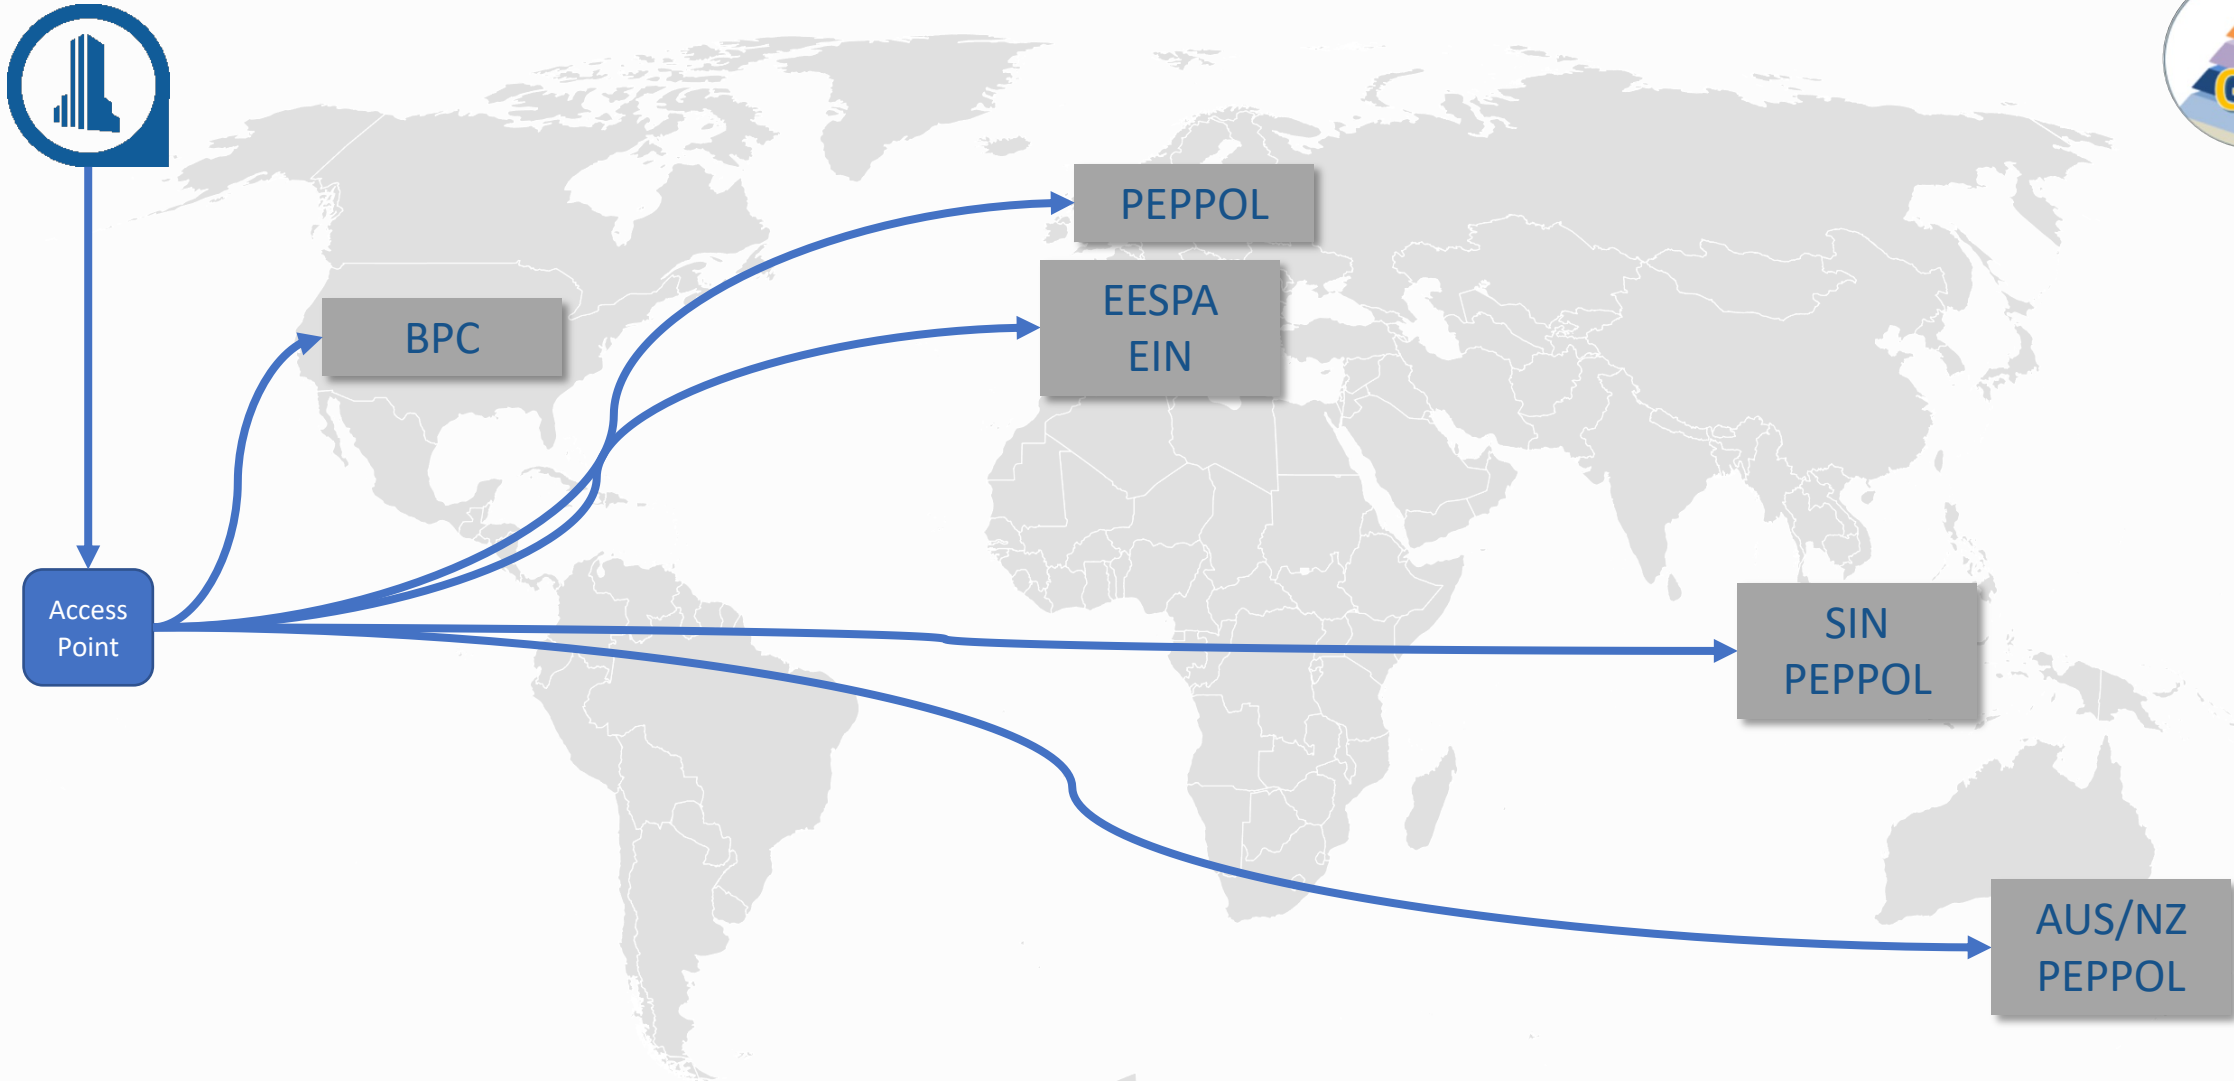 PEPPOL
EESPA
EIN
BPC
Access
Point
SIN
PEPPOL
AUS/NZ
PEPPOL